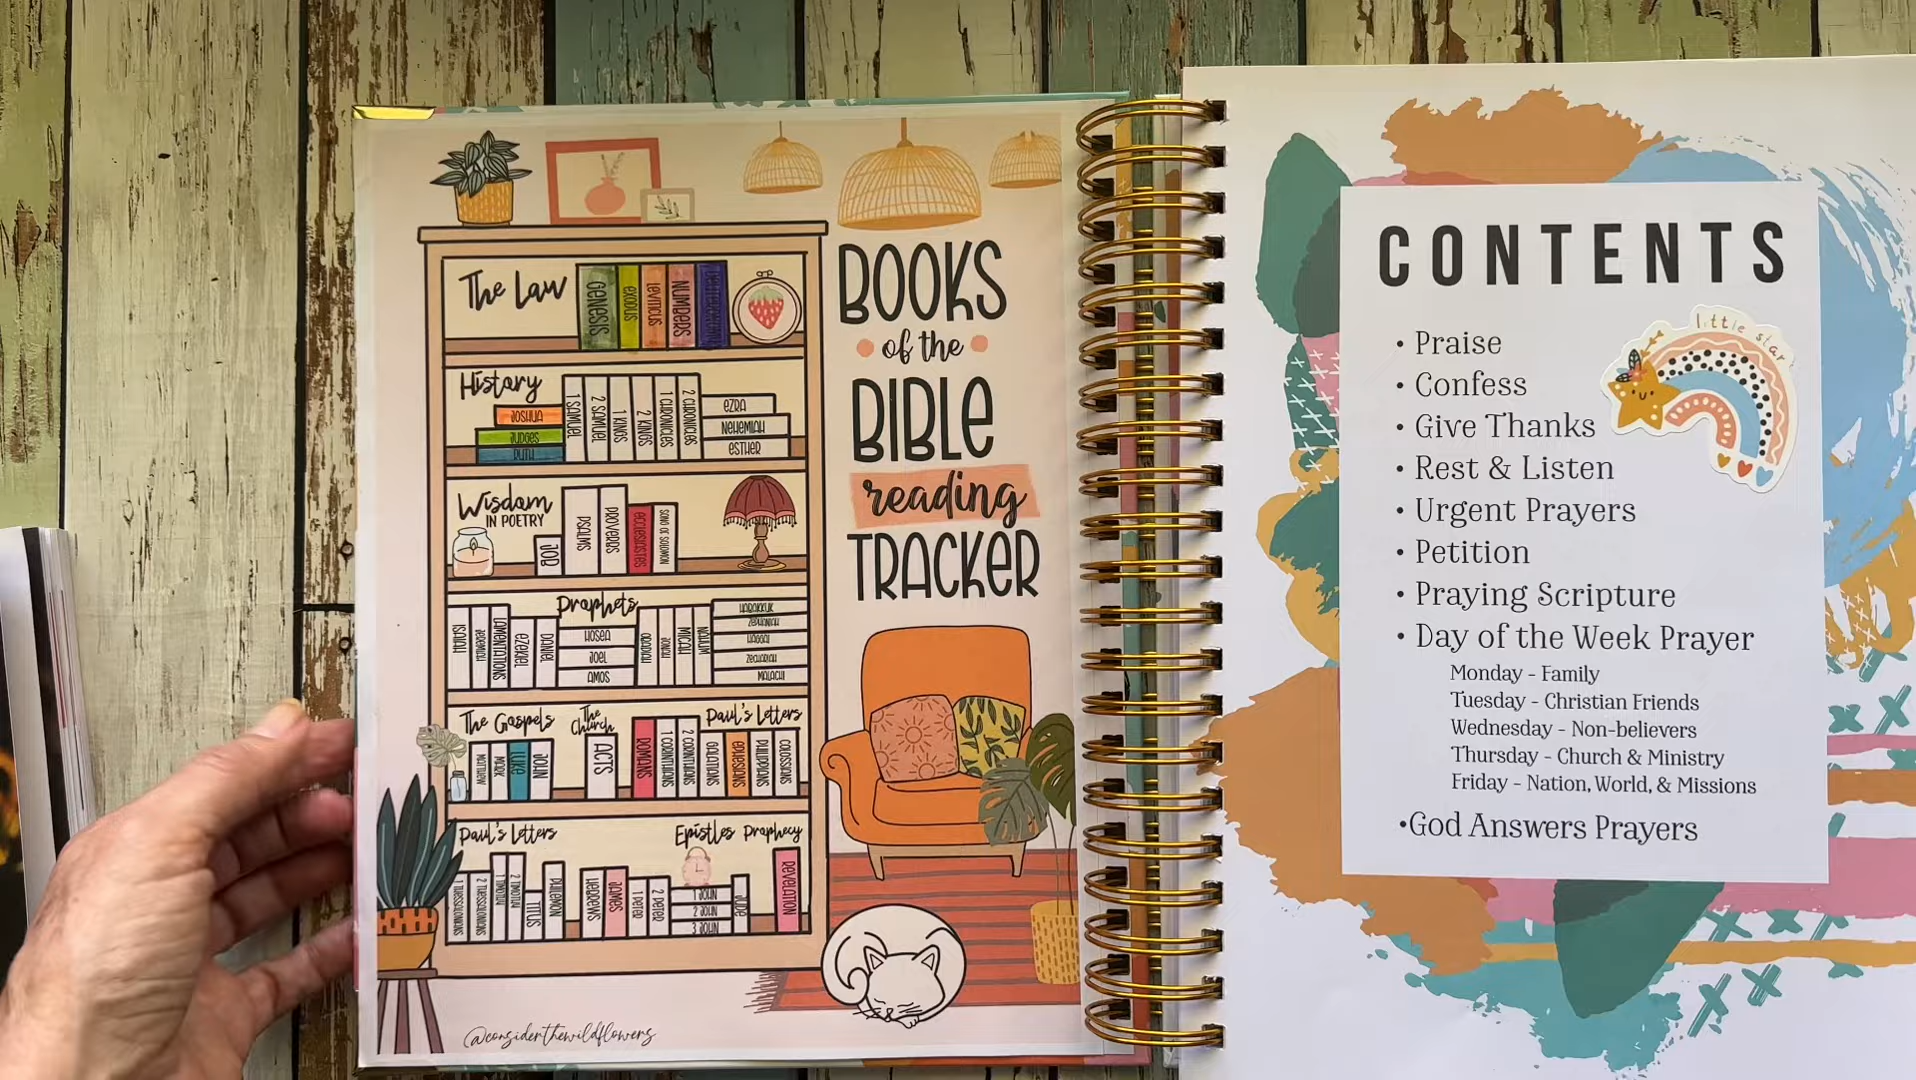 The Law
GENESIS
EXODUS
LEVITICUS
NUMBERS
DEUTERONOMY
History
JOSHUA
JUDGES
RUTH
1 SAMUEL
2 SAMUEL
1 KINGS
2 KINGS
1 CHRONICLES
2 CHRONICLES
EZRA
NEHEMIAH
ESTHER
Wisdom
IN POETRY
JOB
PSALMS
PROVERBS
ECCLESIASTES
SONG OF SOLOMON
Prophets
ISAIAH
JEREMIAH
LAMENTATIONS
EZEKIEL
DANIEL
HOSEA
JOEL
AMOS
OBADIAH
JONAH
MICAH
NAHUM
HABAKKUK
ZEPHANIAH
HAGGAI
ZECHARIAH
MALACHI
The Gospels
MATTHEW
MARK
LUKE
JOHN
The
Church
ACTS
Paul's Letters
ROMANS
1 CORINTHIANS
2 CORINTHIANS
GALATIONS
EPHESIANS
PHILIPPIANS
COLOSSIANS
Paul's Letters
1 THESSALONIANS
2 THESSALONIANS
1 TIMOTHY
2 TIMOTHY
TITUS
PHILEMON
Epistles
HEBREWS
JAMES
1 PETER
2 PETER
1 JOHN
2 JOHN
3 JOHN
JUDE
Prophecy
REVELATION
@considerthewildflowers
BOOKS
of the
BIBLE
reading
TRACKER
CONTENTS
little star
• Praise
• Confess
• Give Thanks
• Rest & Listen
• Urgent Prayers
• Petition
• Praying Scripture
• Day of the Week Prayer
Monday - Family
Tuesday - Christian Friends
Wednesday - Non-believers
Thursday - Church & Ministry
Friday - Nation, World, & Missions
•God Answers Prayers